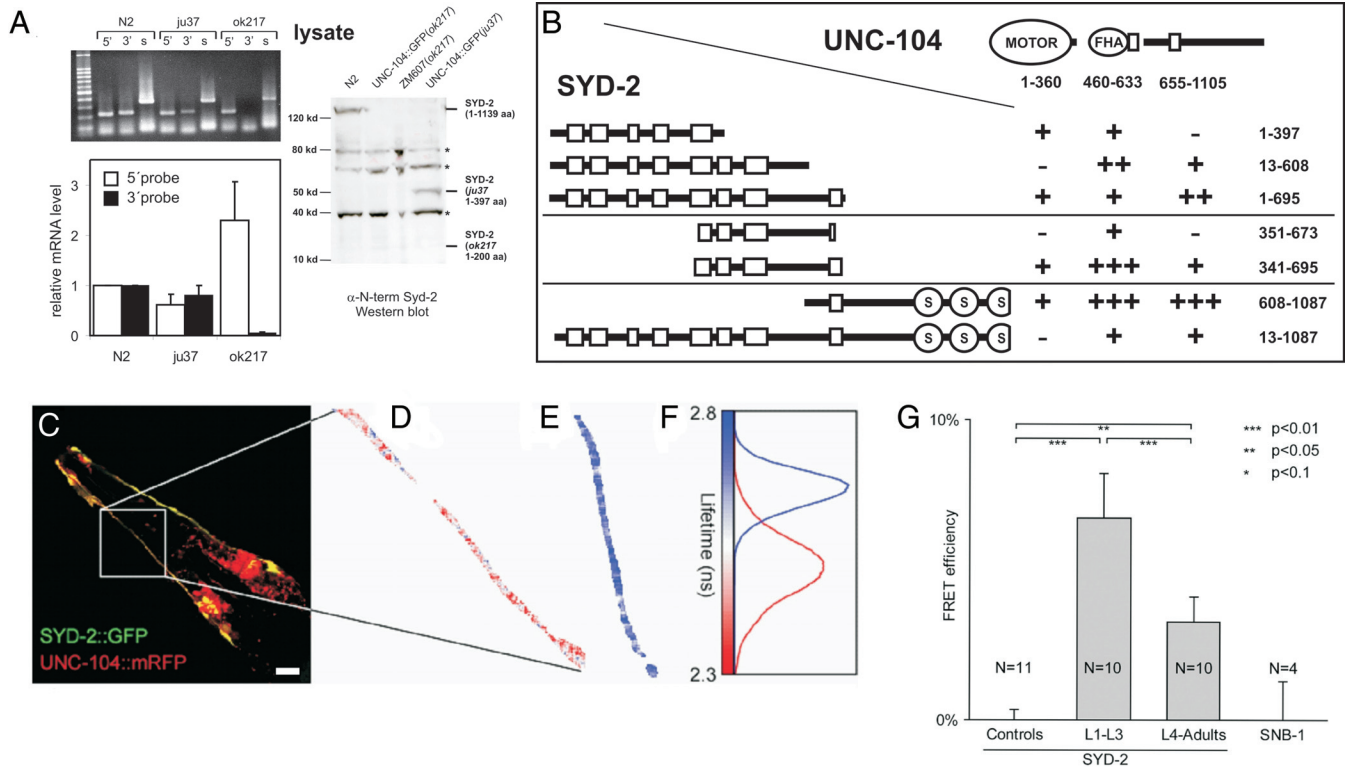 A
N2 ju37 ok217
5´ 3´ s 5´ 3´ s 5´ 3´ s
relative mRNA level
3
2
1
0
5´probe
3´probe
N2 ju37 ok217
lysate
N2
UNC-104::GFP(ok217)
ZM607(ok217)
UNC-104::GFP(ju37)
120 kd
80 kd
50 kd
40 kd
10 kd
SYD-2
(1-1139 aa)
*
*
SYD-2
(ju37
1-397 aa)
*
SYD-2
(ok217
1-200 aa)
α-N-term Syd-2
Western blot
B
UNC-104
MOTOR FHA
1-360 460-633 655-1105
SYD-2
+ + – 1-397
– ++ + 13-608
+ + ++ 1-695
– + – 351-673
+ +++ + 341-695
S S S + +++ +++ 608-1087
S S S – + + 13-1087
C
SYD-2::GFP
UNC-104::mRFP
D
E
F
2.8
Lifetime (ns)
2.3
G
10%
FRET efficiency
0%
**
*** ***
*** p<0.01
** p<0.05
* p<0.1
N=11 N=10 N=10 N=4
Controls L1-L3 L4-Adults SNB-1
SYD-2